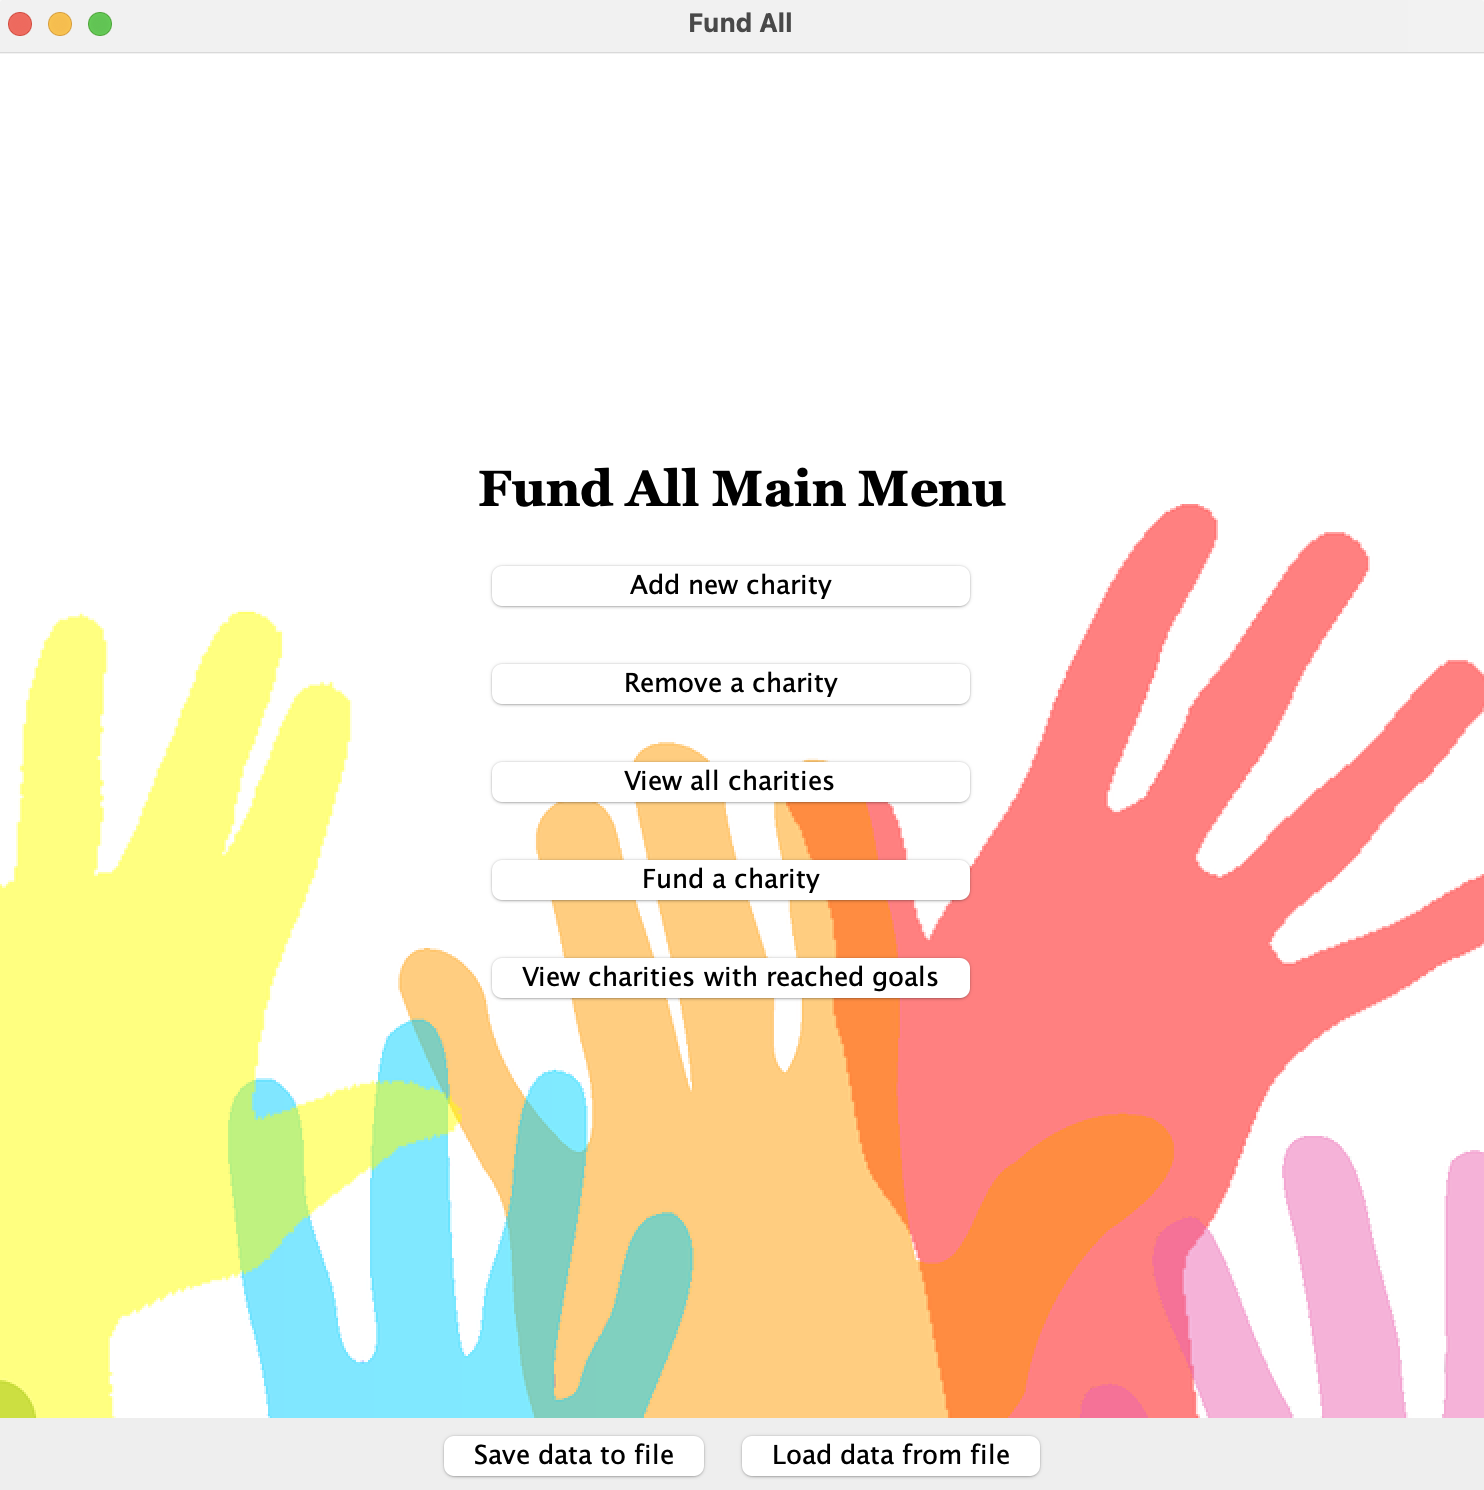 Fund All
Fund All Main Menu
Add new charity
Remove a charity
View all charities
Fund a charity
View charities with reached goals
Save data to file
Load data from file